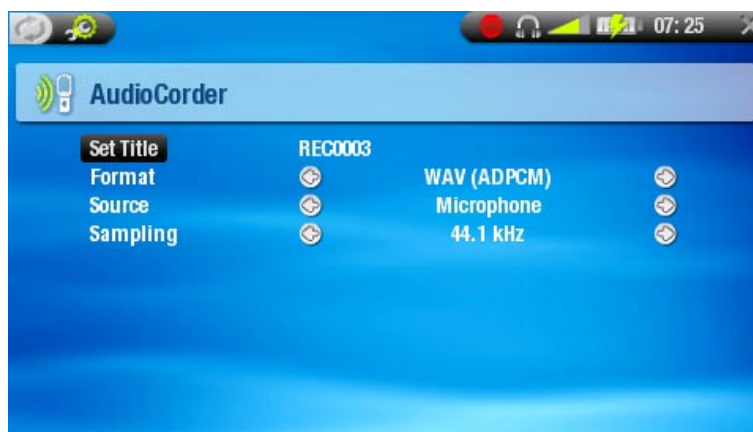 07:25
AudioCorder
Set Title REC0003
Format WAV (ADPCM)
Source Microphone
Sampling 44.1 kHz